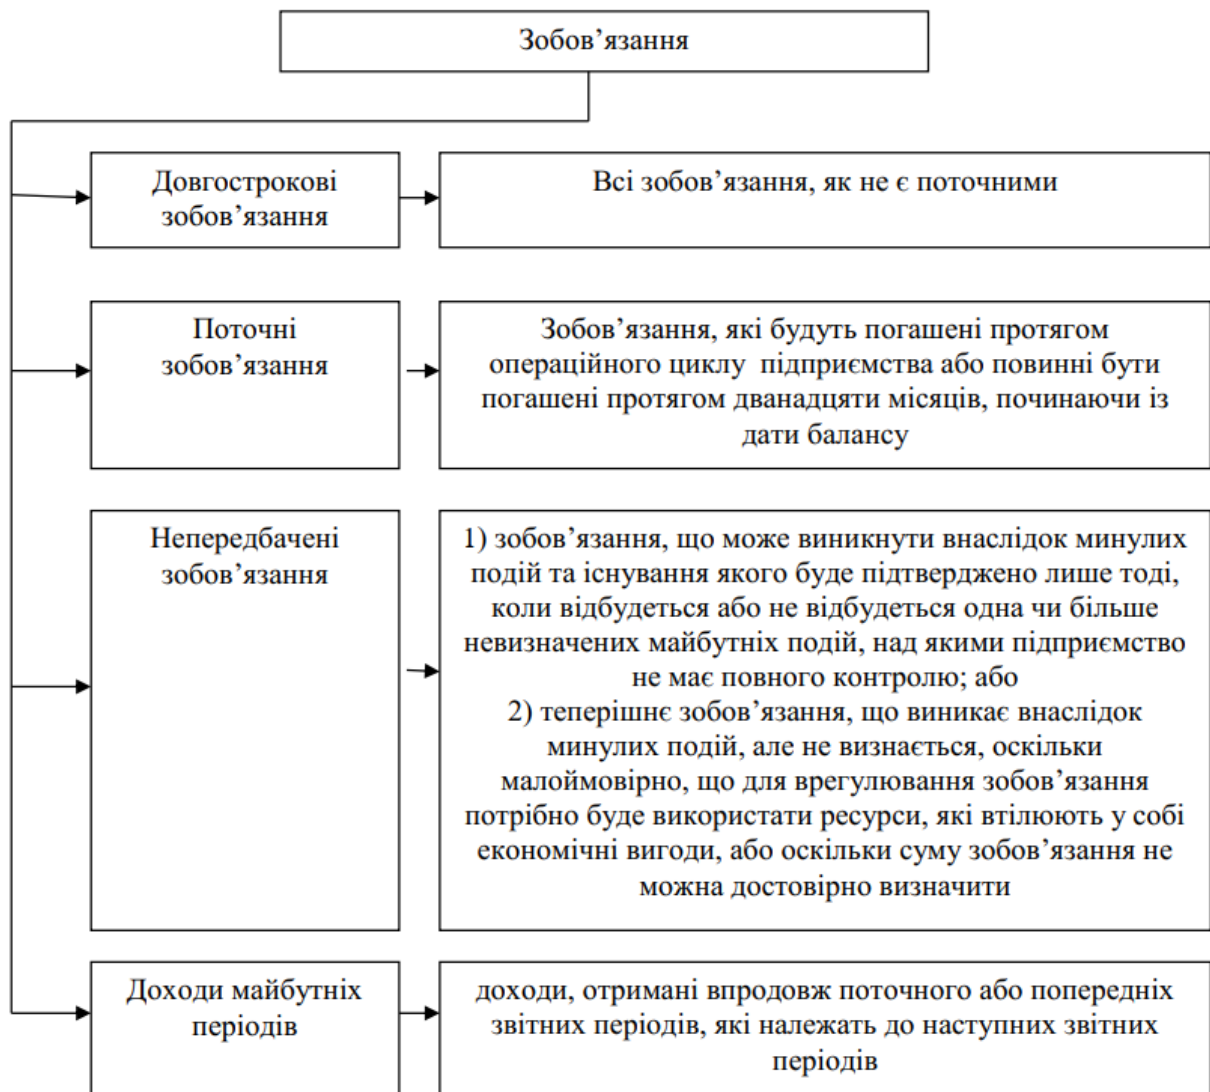 Зобов’язання
Довгострокові
зобов’язання
Всі зобов’язання, як не є поточними
Поточні
зобов’язання
Зобов’язання, які будуть погашені протягом
операційного циклу підприємства або повинні бути
погашені протягом дванадцяти місяців, починаючи із
дати балансу
Непередбачені
зобов’язання
1) зобов’язання, що може виникнути внаслідок минулих
подій та існування якого буде підтверджено лише тоді,
коли відбудеться або не відбудеться одна чи більше
невизначених майбутніх подій, над якими підприємство
не має повного контролю; або
2) теперішнє зобов’язання, що виникає внаслідок
минулих подій, але не визнається, оскільки
малоймовірно, що для врегулювання зобов’язання
потрібно буде використати ресурси, які втілюють у собі
економічні вигоди, або оскільки суму зобов’язання не
можна достовірно визначити
Доходи майбутніх
періодів
доходи, отримані впродовж поточного або попередніх
звітних періодів, які належать до наступних звітних
періодів